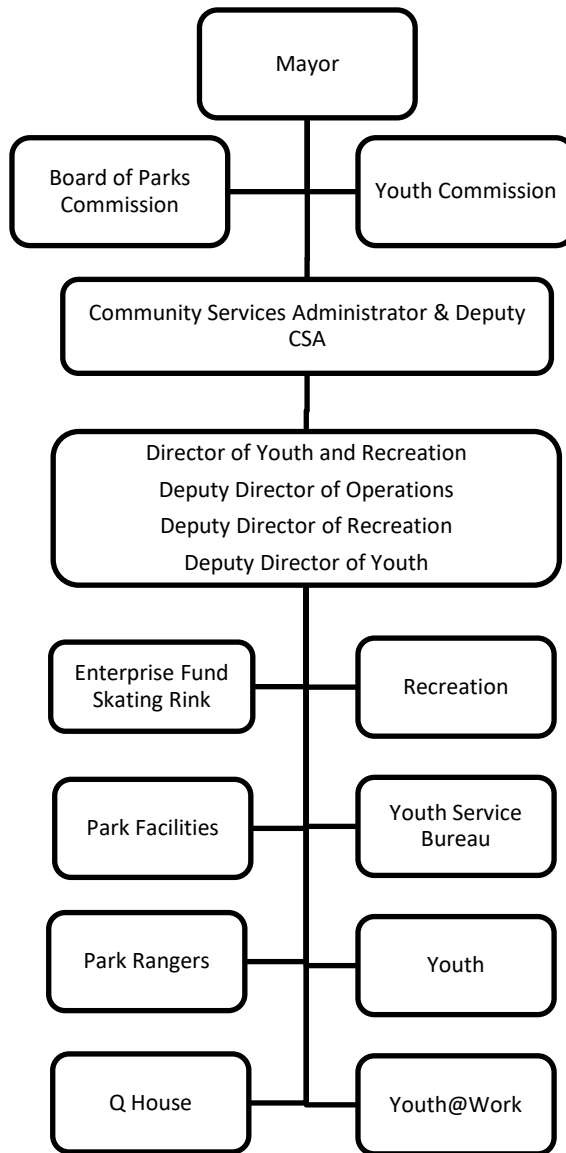 Mayor
Board of Parks
Commission
Youth Commission
Community Services Administrator & Deputy
CSA
Director of Youth and Recreation
Deputy Director of Operations
Deputy Director of Recreation
Deputy Director of Youth
Enterprise Fund
Skating Rink
Recreation
Park Facilities
Youth Service
Bureau
Park Rangers
Youth
Q House
Youth@Work